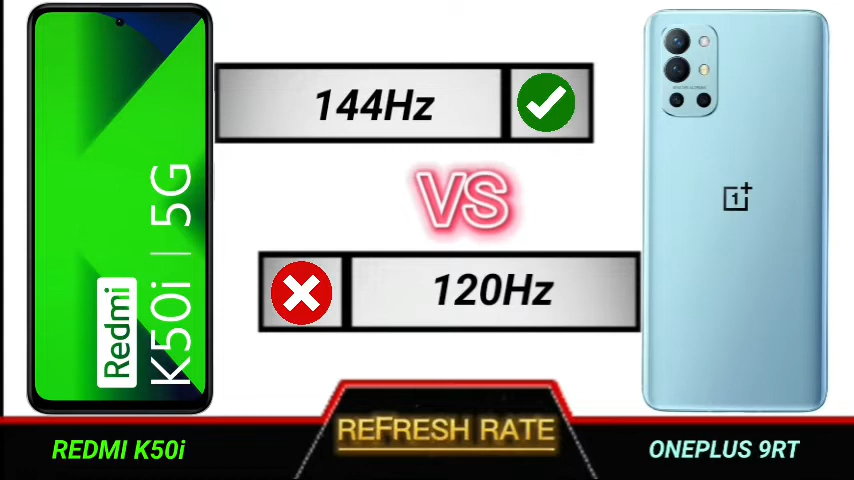 144Hz
VS
120Hz
Redmi
K50i | 5G
REFRESH RATE
REDMI K50i
ONEPLUS 9RT